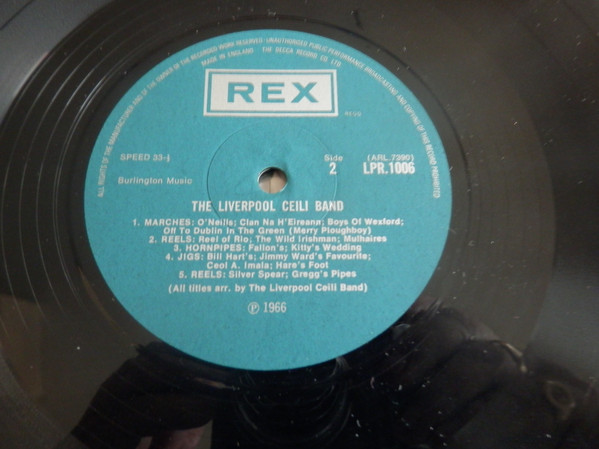 ALL RIGHTS OF THE MANUFACTURER AND OF THE OWNER OF THE RECORDED WORK RESERVED · UNAUTHORISED PUBLIC PERFORMANCE BROADCASTING AND COPYING OF THIS RECORD PROHIBITED
MADE IN ENGLAND. THE DECCA RECORD CO. LTD.
REX
SPEED 33-⅓
Side
2
(ARL.7390)
LPR.1006
Burlington Music
THE LIVERPOOL CEILI BAND
1. MARCHES: O'Neills; Clan Na H'Eireann; Boys Of Wexford;
Off To Dublin In The Green (Merry Ploughboy)
2. REELS: Reel of Rio; The Wild Irishman; Mulhaires
3. HORNPIPES: Fallon's; Kitty's Wedding
4. JIGS: Bill Hart's; Jimmy Ward's Favourite;
Ceol A. Imala; Hare's Foot
5. REELS: Silver Spear; Gregg's Pipes
(All titles arr. by The Liverpool Ceili Band)
℗ 1966